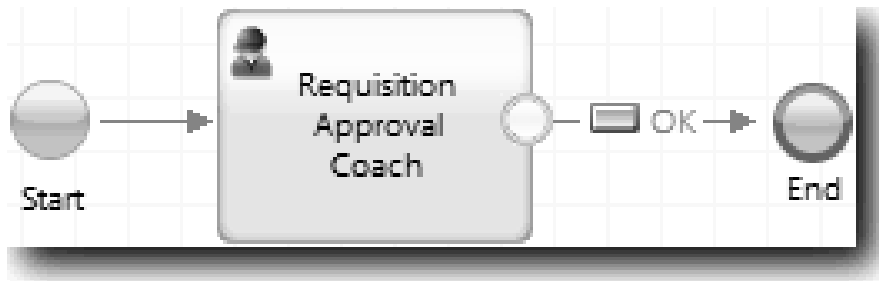 Requisition
Approval
Coach
OK
Start
End